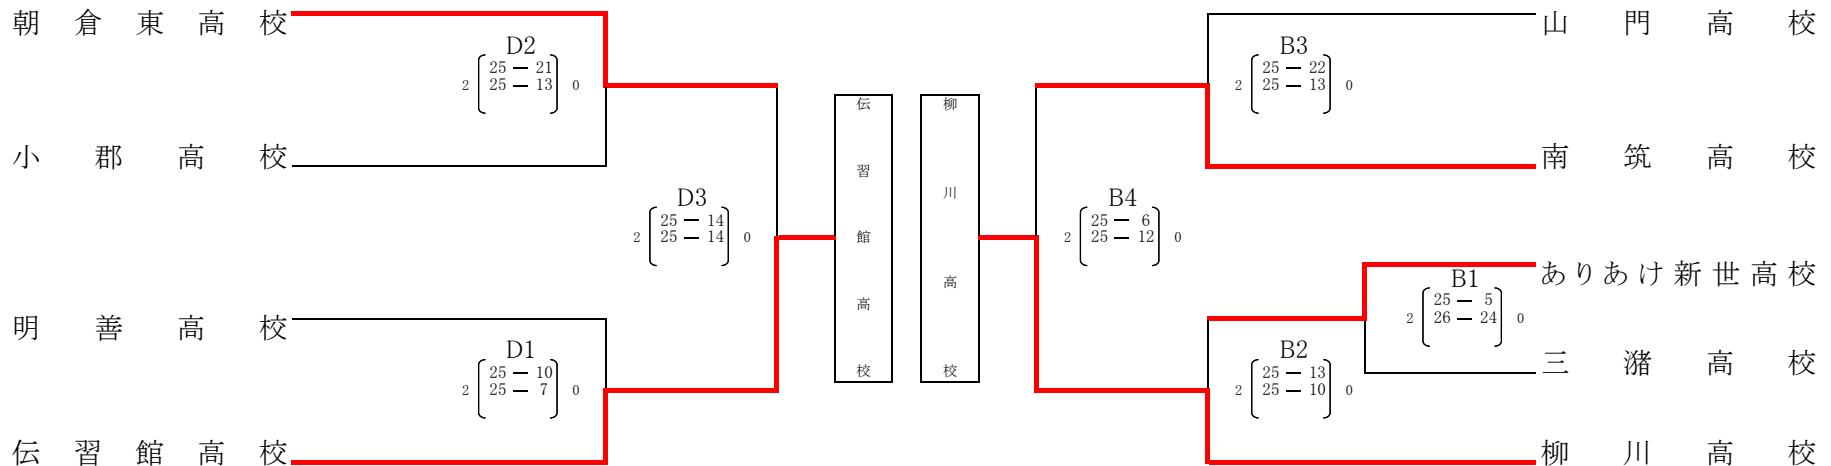 朝倉東高校
D2
25 — 21
2 25 — 13 0
小郡高校
D3
25 — 14
2 25 — 14 0
明善高校
D1
25 — 10
2 25 — 7 0
伝習館高校
伝習館高校
柳川高校
山門高校
B3
25 — 22
2 25 — 13 0
南筑高校
B4
25 — 6
2 25 — 12 0
ありあけ新世高校
B1
25 — 5
2 26 — 24 0
三潴高校
B2
25 — 13
2 25 — 10 0
柳川高校